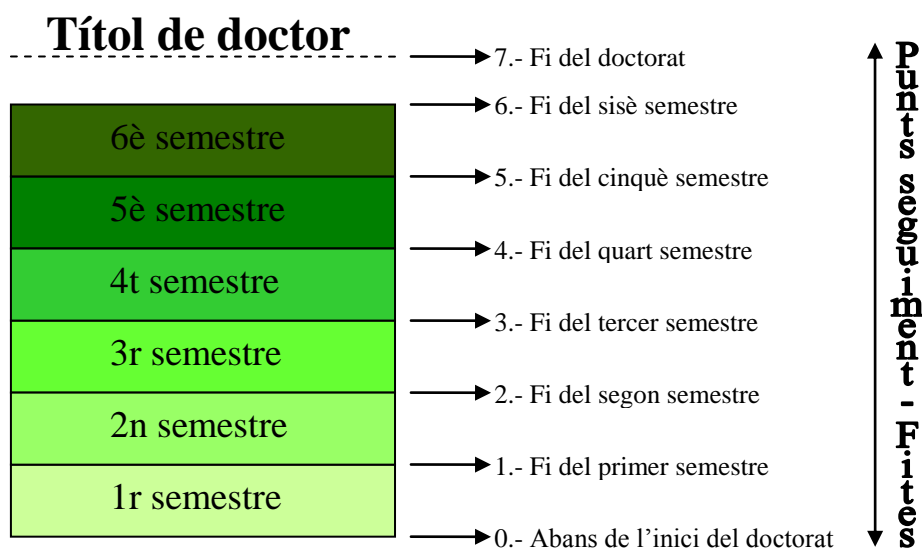 Títol de doctor
7.- Fi del doctorat
6.- Fi del sisè semestre
6è semestre
5.- Fi del cinquè semestre
5è semestre
4.- Fi del quart semestre
4t semestre
3.- Fi del tercer semestre
3r semestre
2.- Fi del segon semestre
2n semestre
1.- Fi del primer semestre
1r semestre
0.- Abans de l’inici del doctorat
Punts seguiment - Fites